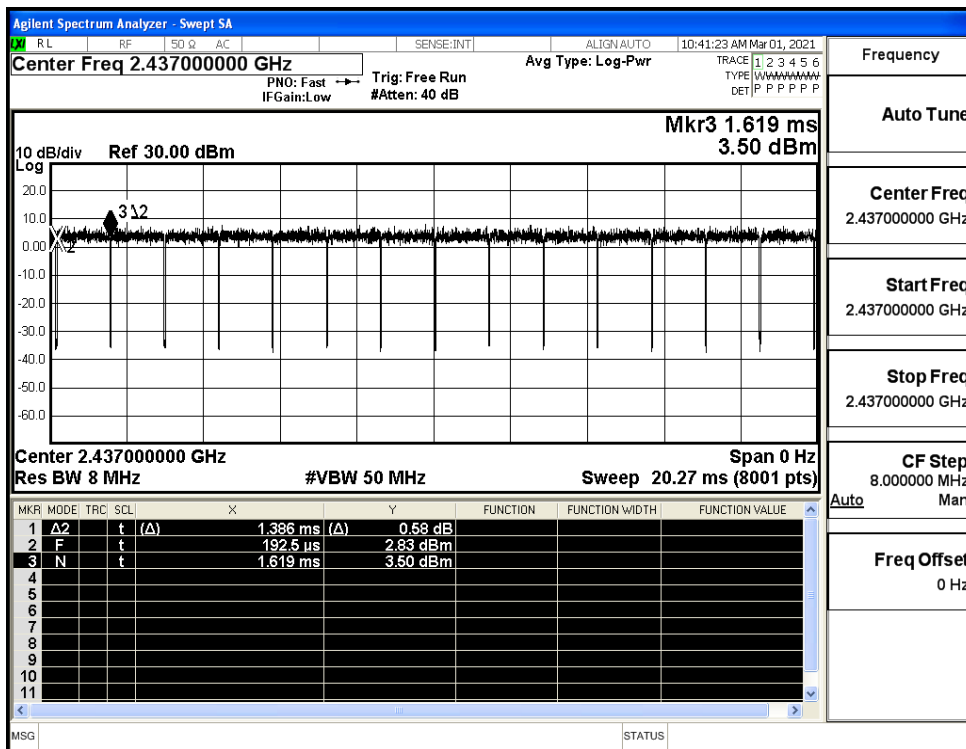 Agilent Spectrum Analyzer - Swept SA
LXI RL RF 50 Ω AC SENSE:INT ALIGN AUTO 10:41:23 AM Mar 01, 2021
Center Freq 2.437000000 GHz
PNO: Fast
IFGain:Low
Trig: Free Run
#Atten: 40 dB
Avg Type: Log-Pwr
TRACE 1 2 3 4 5 6
TYPE WWWWWW
DET P P P P P P
Mkr3 1.619 ms
3.50 dBm
10 dB/div Ref 30.00 dBm
Log
20.0
10.0
0.00
-10.0
-20.0
-30.0
-40.0
-50.0
-60.0
3 Δ2
2
Center 2.437000000 GHz Span 0 Hz
Res BW 8 MHz #VBW 50 MHz Sweep 20.27 ms (8001 pts)
MKR MODE TRC SCL X Y FUNCTION FUNCTION WIDTH FUNCTION VALUE
1 Δ2 t (Δ) 1.386 ms (Δ) 0.58 dB
2 F t 192.5 µs 2.83 dBm
3 N t 1.619 ms 3.50 dBm
4
5
6
7
8
9
10
11
MSG STATUS
Frequency
Auto Tune
Center Freq
2.437000000 GHz
Start Freq
2.437000000 GHz
Stop Freq
2.437000000 GHz
CF Step
8.000000 MHz
Auto Man
Freq Offset
0 Hz